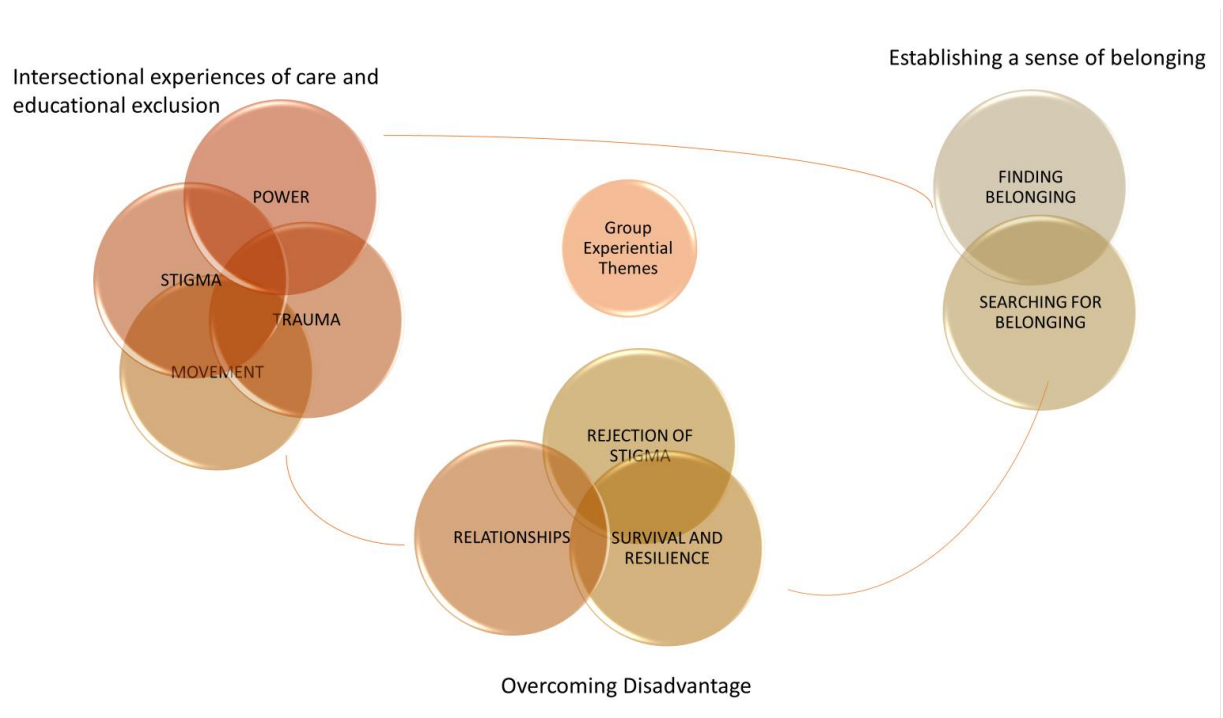 Intersectional experiences of care and
educational exclusion
POWER
STIGMA
TRAUMA
MOVEMENT
Group
Experiential
Themes
Establishing a sense of belonging
FINDING
BELONGING
SEARCHING FOR
BELONGING
REJECTION OF
STIGMA
RELATIONSHIPS
SURVIVAL AND
RESILIENCE
Overcoming Disadvantage